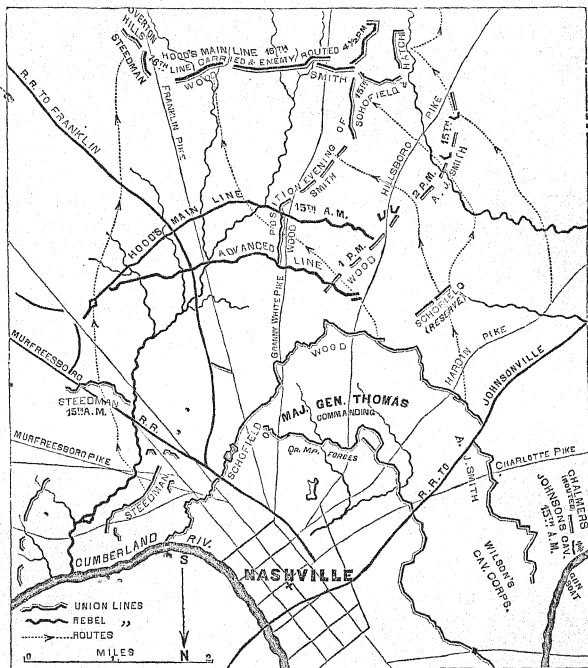 OVERTON
HILLS
STEEDMAN
16TH
HOOD'S MAIN LINE 16TH
(LINE CARRIED & ENEMY ROUTED 4½ P.M.
WOOD
SMITH
HATCH
15TH
SCHOFIELD
R.R. TO FRANKLIN
FRANKLIN PIKE
HOOD'S MAIN LINE
15TH A.M.
POSITION EVENING OF
SMITH
WOOD
HILLSBORO PIKE
15TH
2 P.M. A.J. SMITH
ADVANCED LINE
1 P.M.
WOOD
GRANNY WHITE PIKE
SCHOFIELD
(RESERVE)
MURFREESBORO R.R.
WOOD
HARDIN PIKE
JOHNSONVILLE
R.R. TO
MAJ. GEN. THOMAS
COMMANDING
STEEDMAN
15TH A.M.
SCHOFIELD
QR. MR. FORCES
MURFREESBORO PIKE
STEEDMAN
A. J. SMITH
CHARLOTTE PIKE
CHALMERS
JOHNSON'S CAV.
15TH A.M.
WILSON'S
CAV. CORPS.
CUMBERLAND RIV.
S
NASHVILLE
UNION LINES
REBEL "
ROUTES
N
MILES
0 1 2